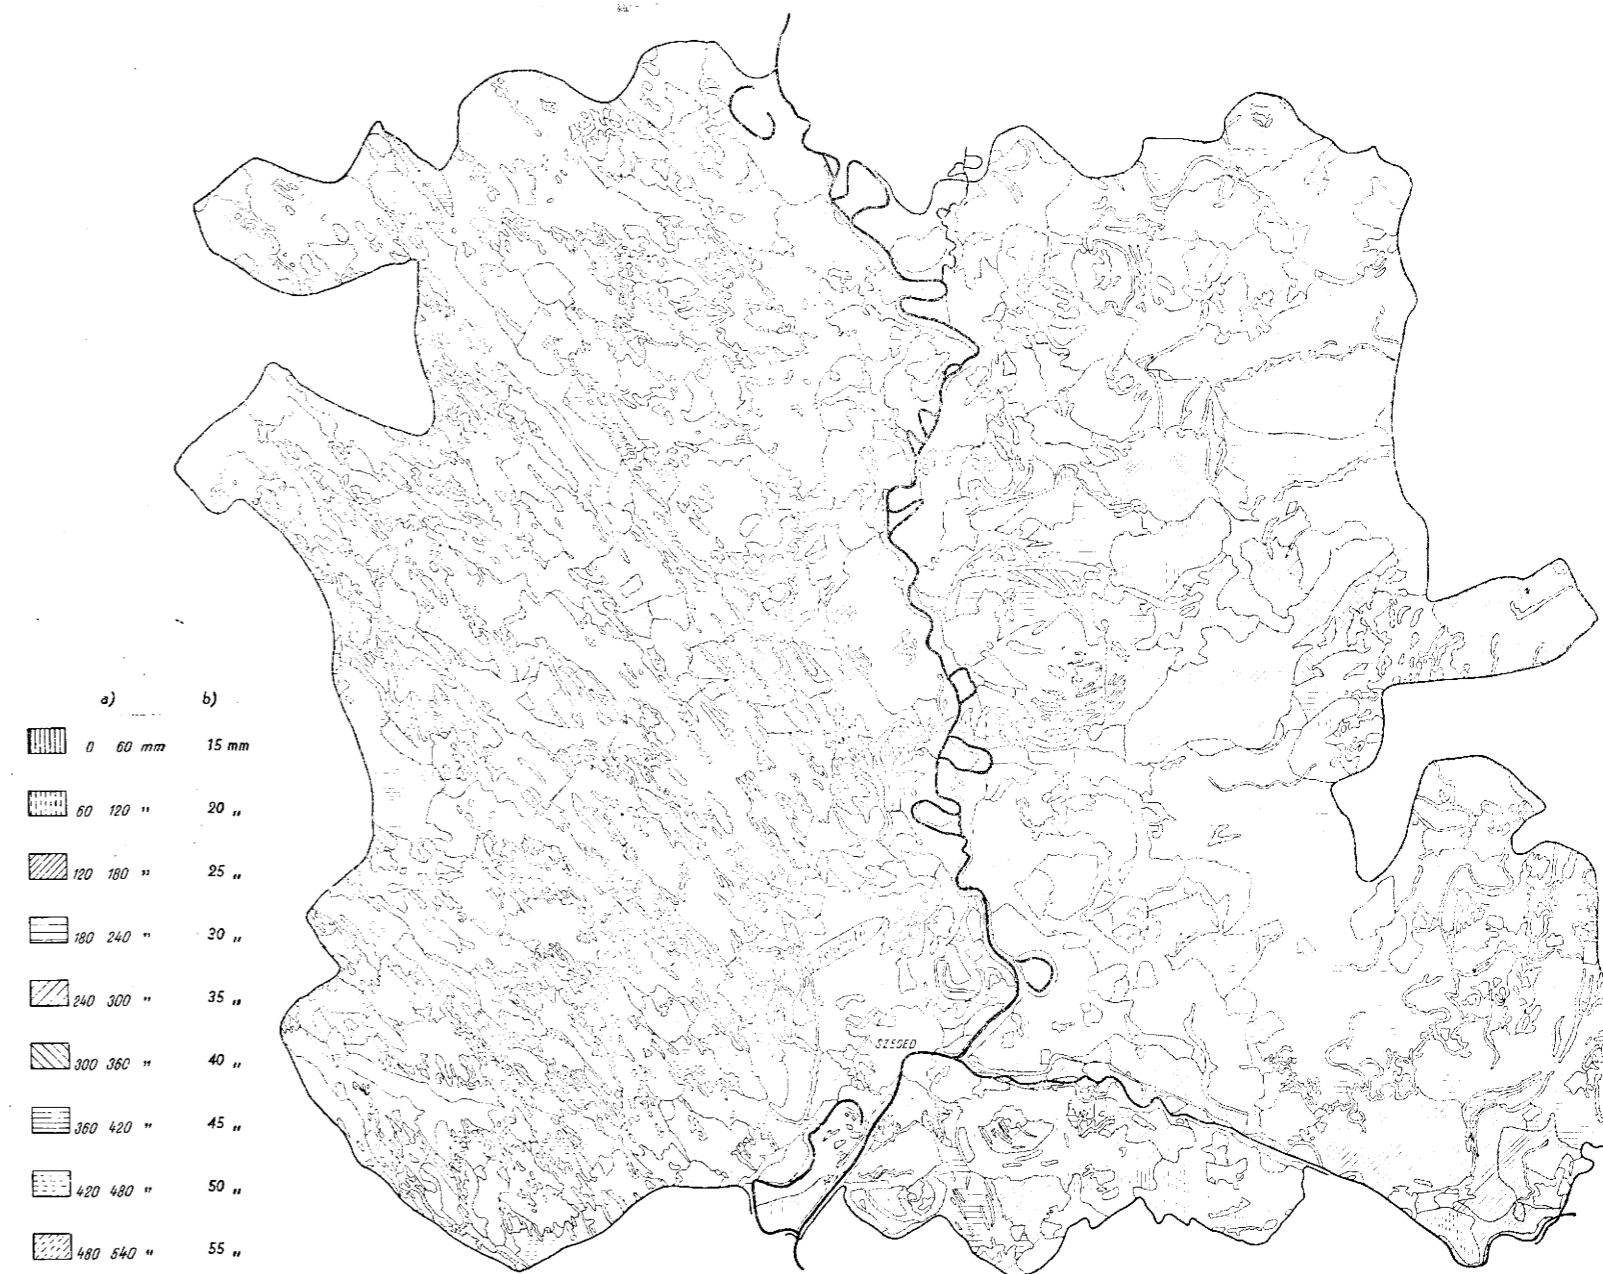 a) b)
0 60 mm 15 mm
60 120 " 20 „
120 180 " 25 „
180 240 " 30 „
240 300 " 35 „
300 360 " 40 „
360 420 " 45 „
420 480 " 50 „
480 540 " 55 „
SZEGED